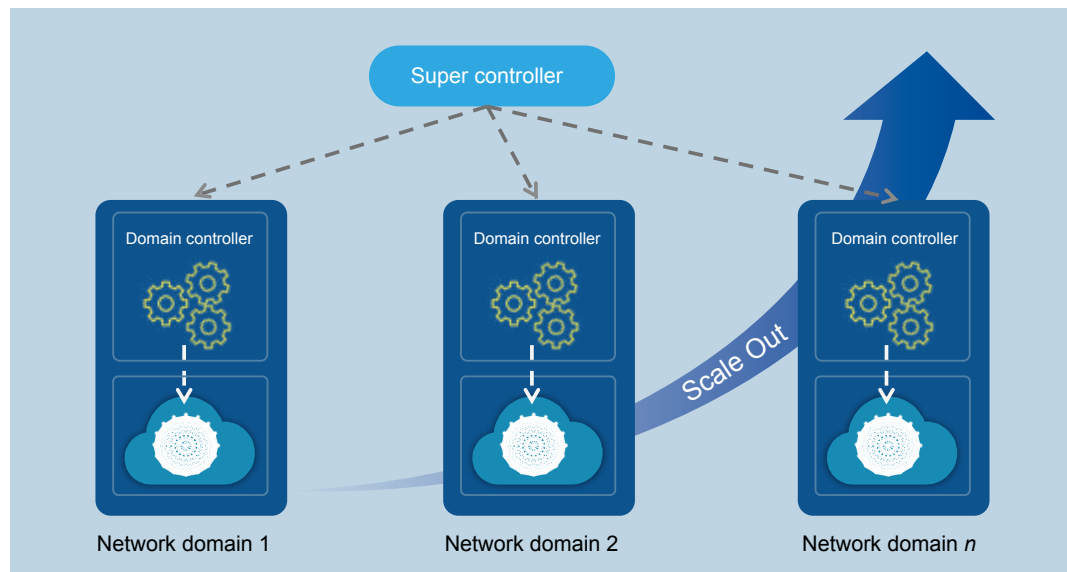 Super controller
Domain controller
Domain controller
Domain controller
Scale Out
Network domain 1
Network domain 2
Network domain n